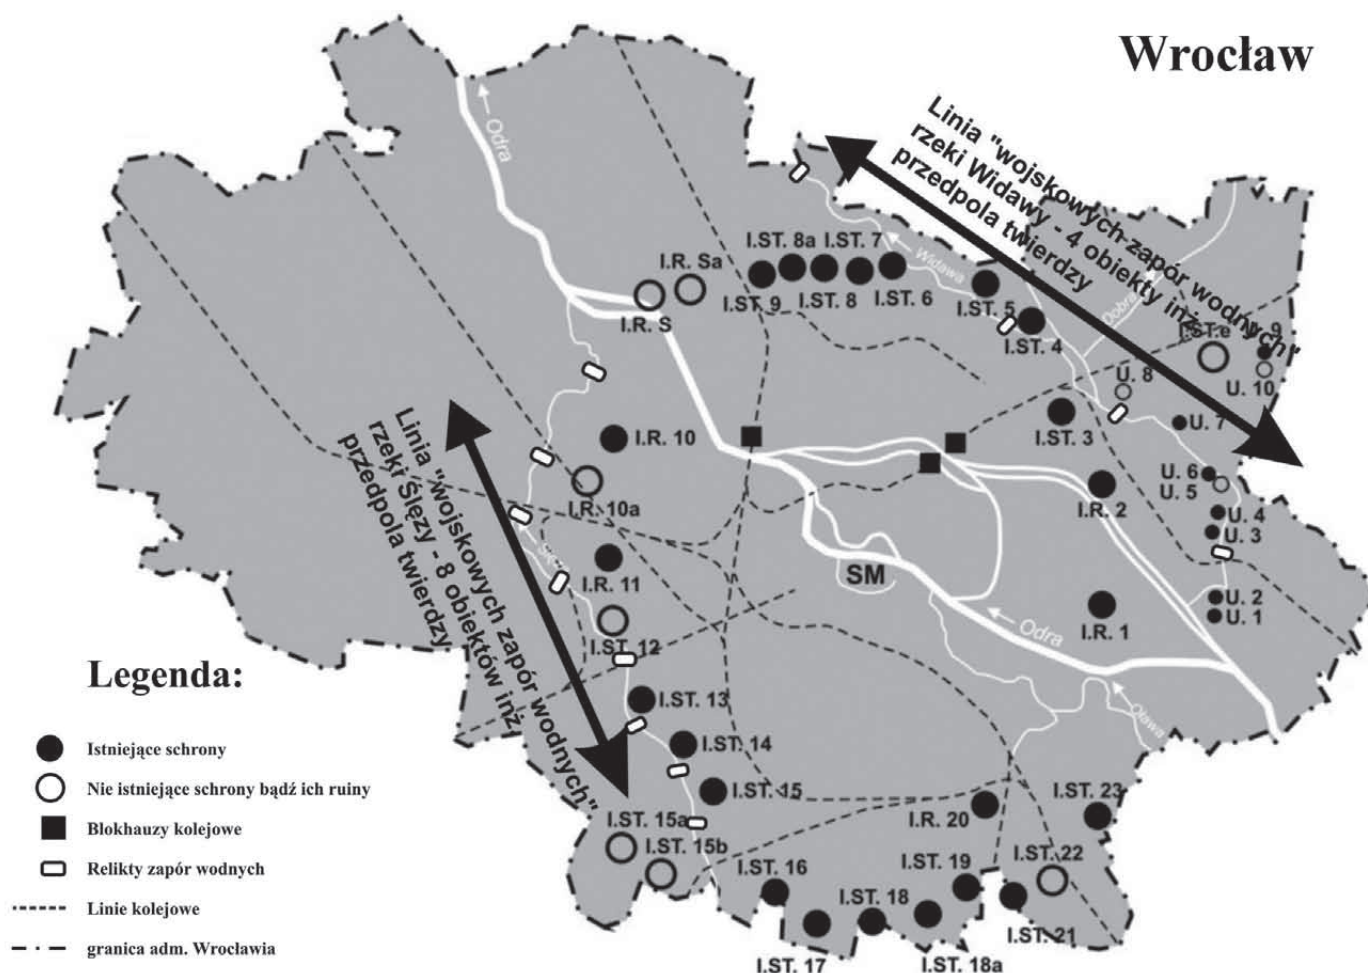 Wrocław
Linia "wojskowych zapór wodnych"
rzeki Widawy - 4 obiekty inż.
przedpola twierdzy
Odra
I.ST. 8a
I.ST. 7
I.R. Sa
Widawa
I.ST. 9
I.ST. 8
I.ST. 6
I.ST. 5
I.R. S
I.ST. 4
Dobra
I.ST.e
U. 8
U. 10
I.ST. 3
U. 7
Linia "wojskowych zapór wodnych"
rzeki Ślęzy - 8 obiektów inż.
przedpola twierdzy
I.R. 10
I.R. 10a
U. 6
U. 5
I.R. 2
U. 4
U. 3
I.R. 11
SM
U. 2
U. 1
I.R. 1
Odra
I.ST. 12
Oława
I.ST. 13
I.ST. 14
I.ST. 15
I.ST. 15a
I.ST. 15b
I.R. 20
I.ST. 23
I.ST. 16
I.ST. 19
I.ST. 22
I.ST. 18
I.ST. 21
I.ST. 17
I.ST. 18a
Legenda:
Istniejące schrony
Nie istniejące schrony bądź ich ruiny
Blokhauzy kolejowe
Relikty zapór wodnych
Linie kolejowe
granica adm. Wrocławia